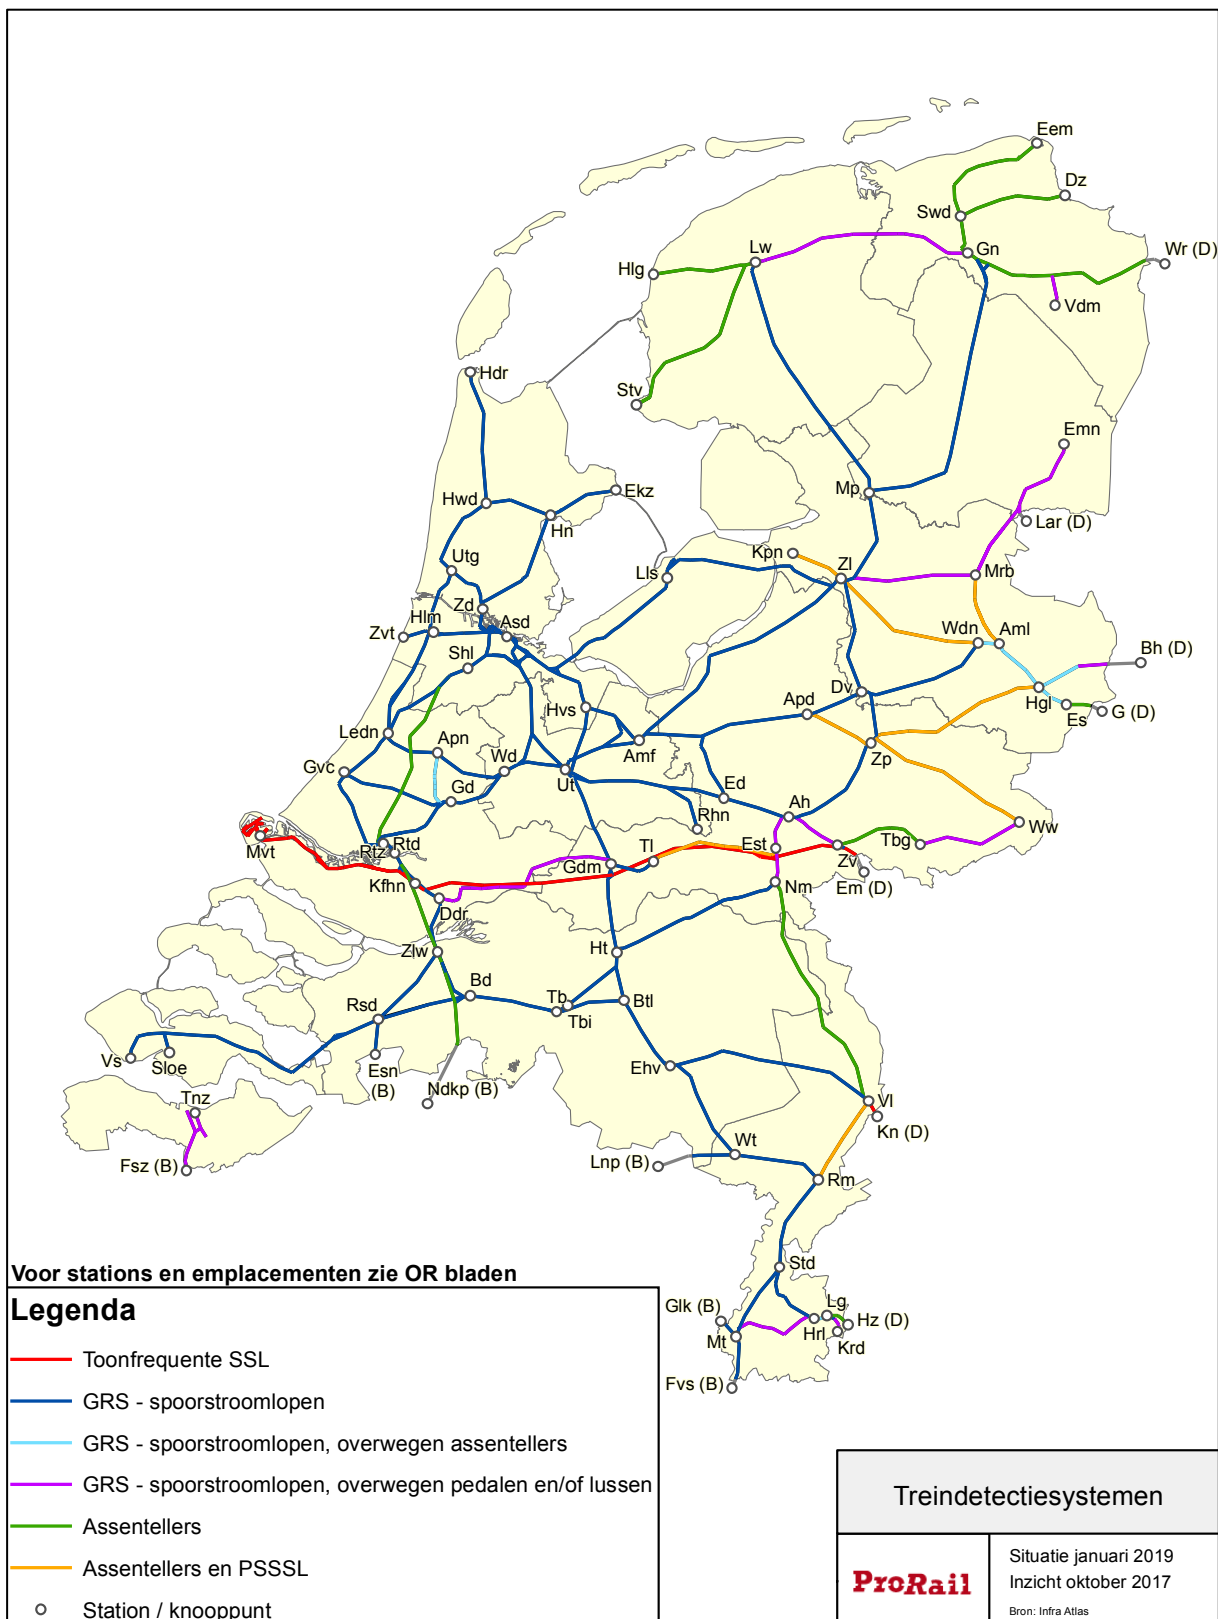 Eem
Dz
Swd
Gn
Wr (D)
Lw
Hlg
Vdm
Hdr
Stv
Emn
Mp
Ekz
Hwd
Hn
Lar (D)
Kpn
Zl
Utg
Lls
Mrb
Zd
Hlm
Asd
Zvt
Wdn
Aml
Shl
Bh (D)
Dv
Apd
Hvs
Hgl
Es
G (D)
Ledn
Apn
Wd
Amf
Zp
Gvc
Ut
Gd
Ed
Ah
Rhn
Ww
Mvt
Rtd
Rtz
Tl
Est
Tbg
Gdm
Zv
Kfhn
Em (D)
Nm
Ddr
Zlw
Ht
Bd
Tb
Btl
Rsd
Tbi
Vs
Sloe
Ehv
Esn
(B)
Ndkp (B)
Tnz
Vl
Kn (D)
Wt
Fsz (B)
Lnp (B)
Rm
Std
Voor stations en emplacementen zie OR bladen
Glk (B)
Lg
Hz (D)
Mt
Hrl
Krd
Fvs (B)
Legenda
Toonfrequente SSL
GRS - spoorstroomlopen
GRS - spoorstroomlopen, overwegen assentellers
GRS - spoorstroomlopen, overwegen pedalen en/of lussen
Assentellers
Assentellers en PSSSL
Station / knooppunt
Treindetectiesystemen
ProRail
Situatie januari 2019
Inzicht oktober 2017
Bron: Infra Atlas